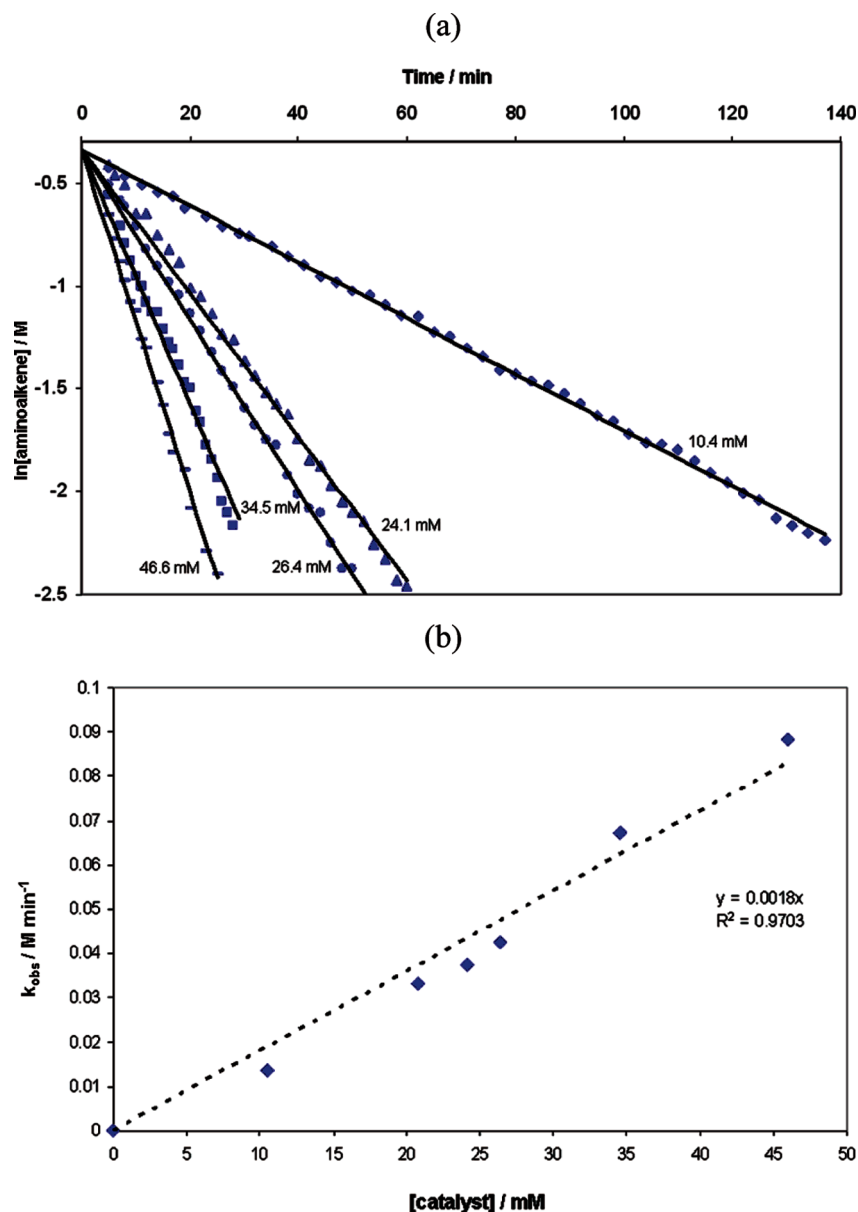 (a)
Time / min
0 20 40 60 80 100 120 140
ln[aminoalkene] / M
-0.5
-1
-1.5
10.4 mM
-2
34.5 mM
24.1 mM
46.6 mM
26.4 mM
-2.5
(b)
0.1
0.09
0.08
0.07
0.06
y = 0.0018x
R² = 0.9703
0.05
k_obs / M min⁻¹
0.04
0.03
0.02
0.01
0
0 5 10 15 20 25 30 35 40 45 50
[catalyst] / mM